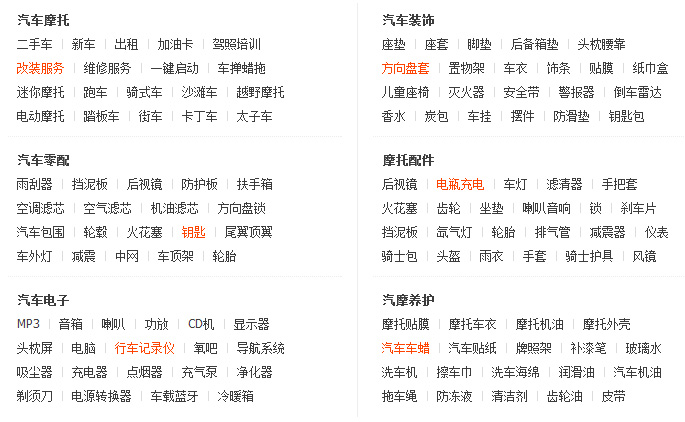 汽车摩托
二手车 新车 出租 加油卡 驾照培训
改装服务 维修服务 一键启动 车掸蜡拖
迷你摩托 跑车 骑式车 沙滩车 越野摩托
电动摩托 踏板车 街车 卡丁车 太子车
汽车装饰
座垫 座套 脚垫 后备箱垫 头枕腰靠
方向盘套 置物架 车衣 饰条 贴膜 纸巾盒
儿童座椅 灭火器 安全带 警报器 倒车雷达
香水 炭包 车挂 摆件 防滑垫 钥匙包
汽车零配
雨刮器 挡泥板 后视镜 防护板 扶手箱
空调滤芯 空气滤芯 机油滤芯 方向盘锁
汽车包围 轮毂 火花塞 钥匙 尾翼顶翼
车外灯 减震 中网 车顶架 轮胎
摩托配件
后视镜 电瓶充电 车灯 滤清器 手把套
火花塞 齿轮 坐垫 喇叭音响 锁 刹车片
挡泥板 氙气灯 轮胎 排气管 减震器 仪表
骑士包 头盔 雨衣 手套 骑士护具 风镜
汽车电子
MP3 音箱 喇叭 功放 CD机 显示器
头枕屏 电脑 行车记录仪 氧吧 导航系统
吸尘器 充电器 点烟器 充气泵 净化器
剃须刀 电源转换器 车载蓝牙 冷暖箱
汽摩养护
摩托贴膜 摩托车衣 摩托机油 摩托外壳
汽车车蜡 汽车贴纸 牌照架 补漆笔 玻璃水
洗车机 擦车巾 洗车海绵 润滑油 汽车机油
拖车绳 防冻液 清洁剂 齿轮油 皮带